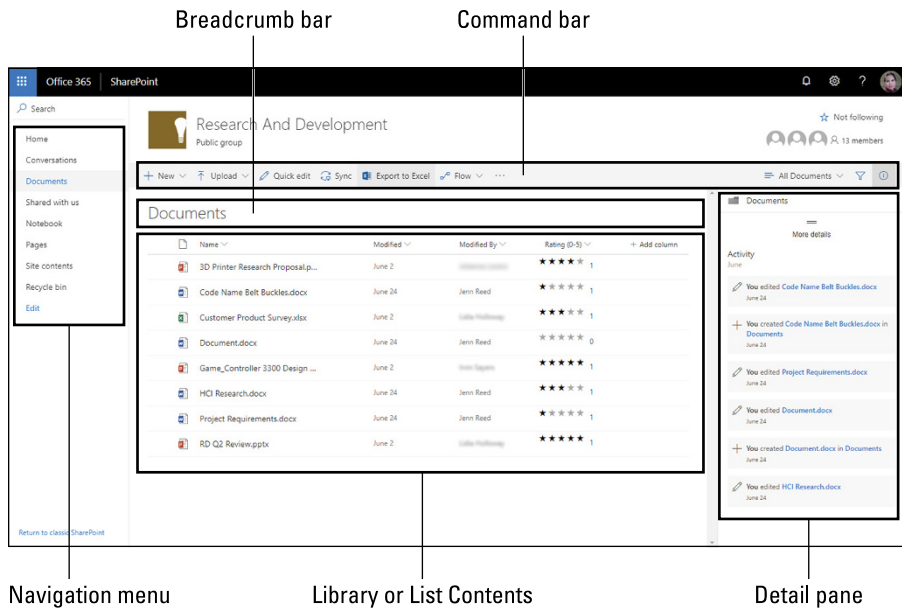 Breadcrumb bar
Command bar
Office 365
SharePoint
?
Search
Home
Conversations
Documents
Shared with us
Notebook
Pages
Site contents
Recycle bin
Edit
Return to classic SharePoint
Research And Development
Public group
Not following
13 members
New
Upload
Quick edit
Sync
Export to Excel
Flow
...
All Documents
Documents
Name Modified Modified By Rating (0-5) + Add column
3D Printer Research Proposal.p... June 2 1
Code Name Belt Buckles.docx June 24 Jenn Reed 1
Customer Product Survey.xlsx June 2 1
Document.docx June 24 Jenn Reed 0
Game_Controller 3300 Design ... June 2 1
HCI Research.docx June 24 Jenn Reed 1
Project Requirements.docx June 24 Jenn Reed 1
RD Q2 Review.pptx June 2 1
Documents
More details
Activity
June
You edited Code Name Belt Buckles.docx
June 24
You created Code Name Belt Buckles.docx in
Documents
June 24
You edited Project Requirements.docx
June 24
You edited Document.docx
June 24
You created Document.docx in Documents
June 24
You edited HCI Research.docx
June 24
Navigation menu
Library or List Contents
Detail pane